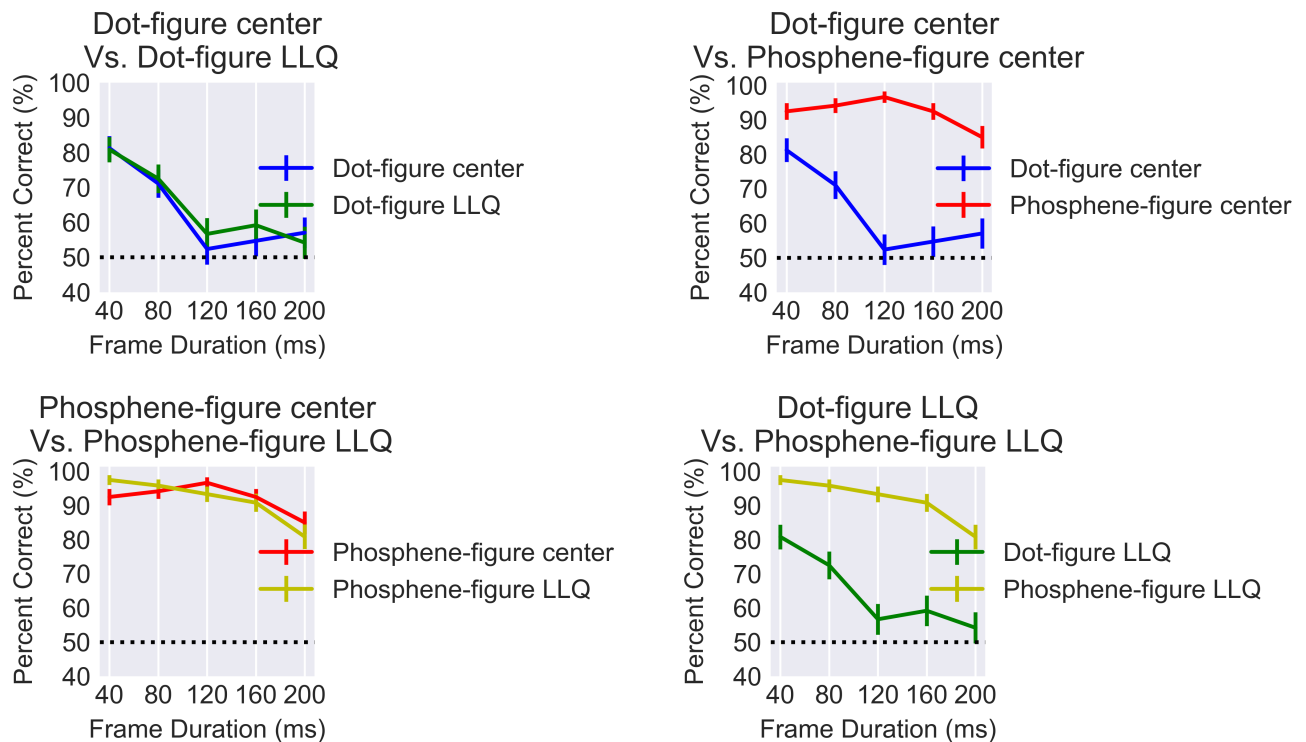 Dot-figure center
Vs. Dot-figure LLQ
100
90
80
70
60
50
40
Percent Correct (%)
40 80 120 160 200
Frame Duration (ms)
Dot-figure center
Dot-figure LLQ
Dot-figure center
Vs. Phosphene-figure center
100
90
80
70
60
50
40
Percent Correct (%)
40 80 120 160 200
Frame Duration (ms)
Dot-figure center
Phosphene-figure center
Phosphene-figure center
Vs. Phosphene-figure LLQ
100
90
80
70
60
50
40
Percent Correct (%)
40 80 120 160 200
Frame Duration (ms)
Phosphene-figure center
Phosphene-figure LLQ
Dot-figure LLQ
Vs. Phosphene-figure LLQ
100
90
80
70
60
50
40
Percent Correct (%)
40 80 120 160 200
Frame Duration (ms)
Dot-figure LLQ
Phosphene-figure LLQ